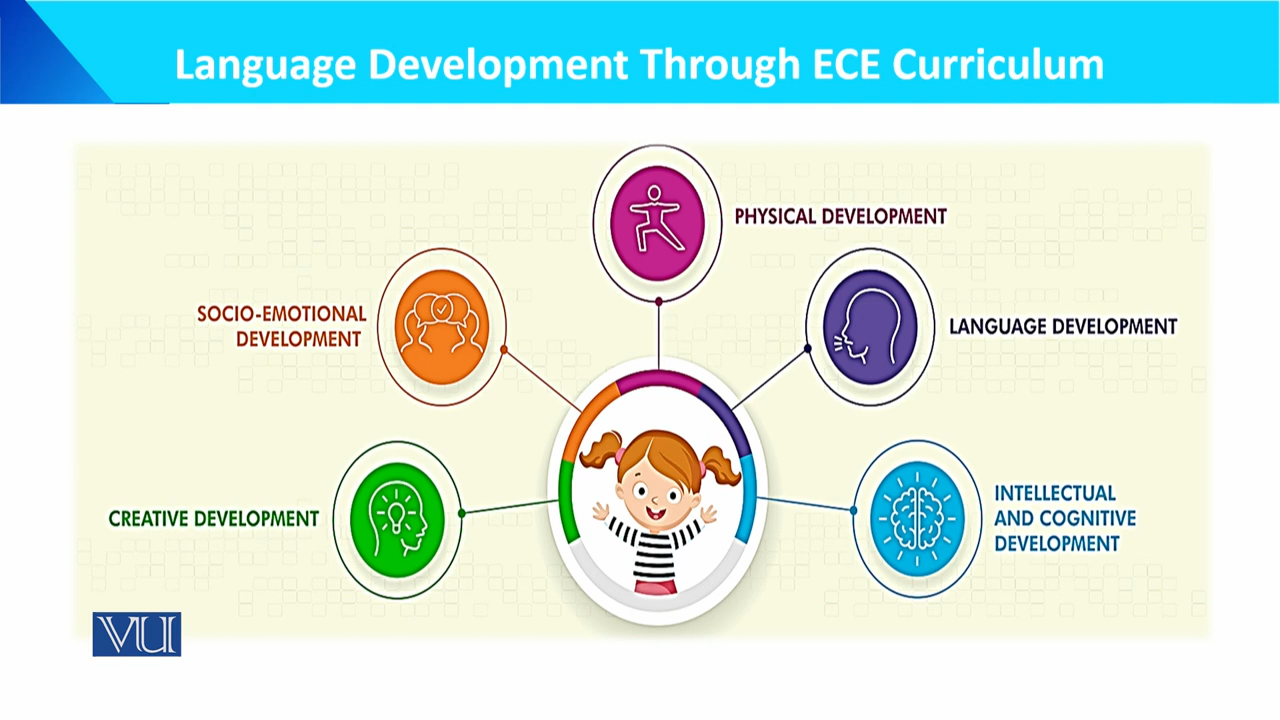 Language Development Through ECE Curriculum
PHYSICAL DEVELOPMENT
SOCIO-EMOTIONAL
DEVELOPMENT
LANGUAGE DEVELOPMENT
CREATIVE DEVELOPMENT
INTELLECTUAL
AND COGNITIVE
DEVELOPMENT
VU